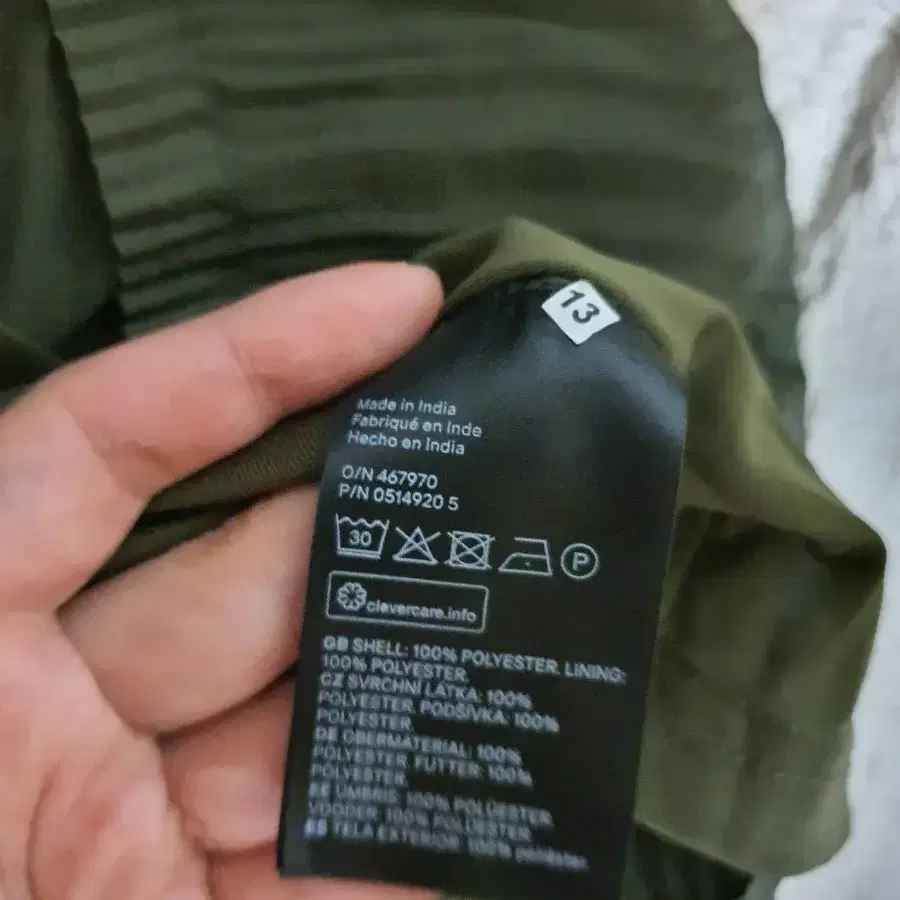 13
Made in India
Fabriqué en Inde
Hecho en India
O/N 467970
P/N 0514920 5
30
P
clevercare.info
GB SHELL: 100% POLYESTER. LINING:
100% POLYESTER.
CZ SVRCHNÍ LÁTKA: 100%
POLYESTER. PODŠÍVKA: 100%
POLYESTER.
DE OBERMATERIAL: 100%
POLYESTER. FUTTER: 100%
POLYESTER.
EE ÜMBRIS: 100% POLÜESTER.
VOODER: 100% POLÜESTER.
ES TELA EXTERIOR: 100% poliéster.